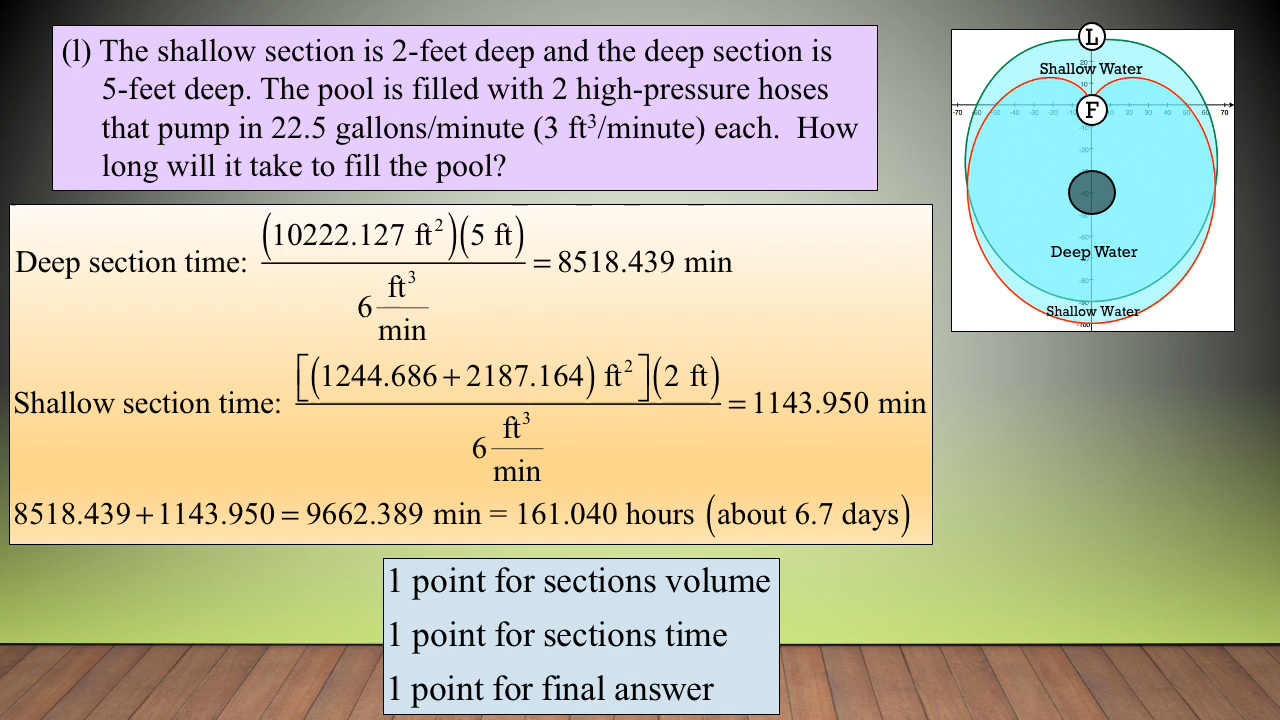 (l) The shallow section is 2-feet deep and the deep section is
5-feet deep. The pool is filled with 2 high-pressure hoses
that pump in 22.5 gallons/minute (3 ft³/minute) each. How
long will it take to fill the pool?
Deep section time: (10222.127 ft²)(5 ft) / 6 ft³/min = 8518.439 min
Shallow section time: [(1244.686 + 2187.164) ft²](2 ft) / 6 ft³/min = 1143.950 min
8518.439 + 1143.950 = 9662.389 min = 161.040 hours (about 6.7 days)
1 point for sections volume
1 point for sections time
1 point for final answer
L
Shallow Water
F
Deep Water
Shallow Water
-70 60 70
-100